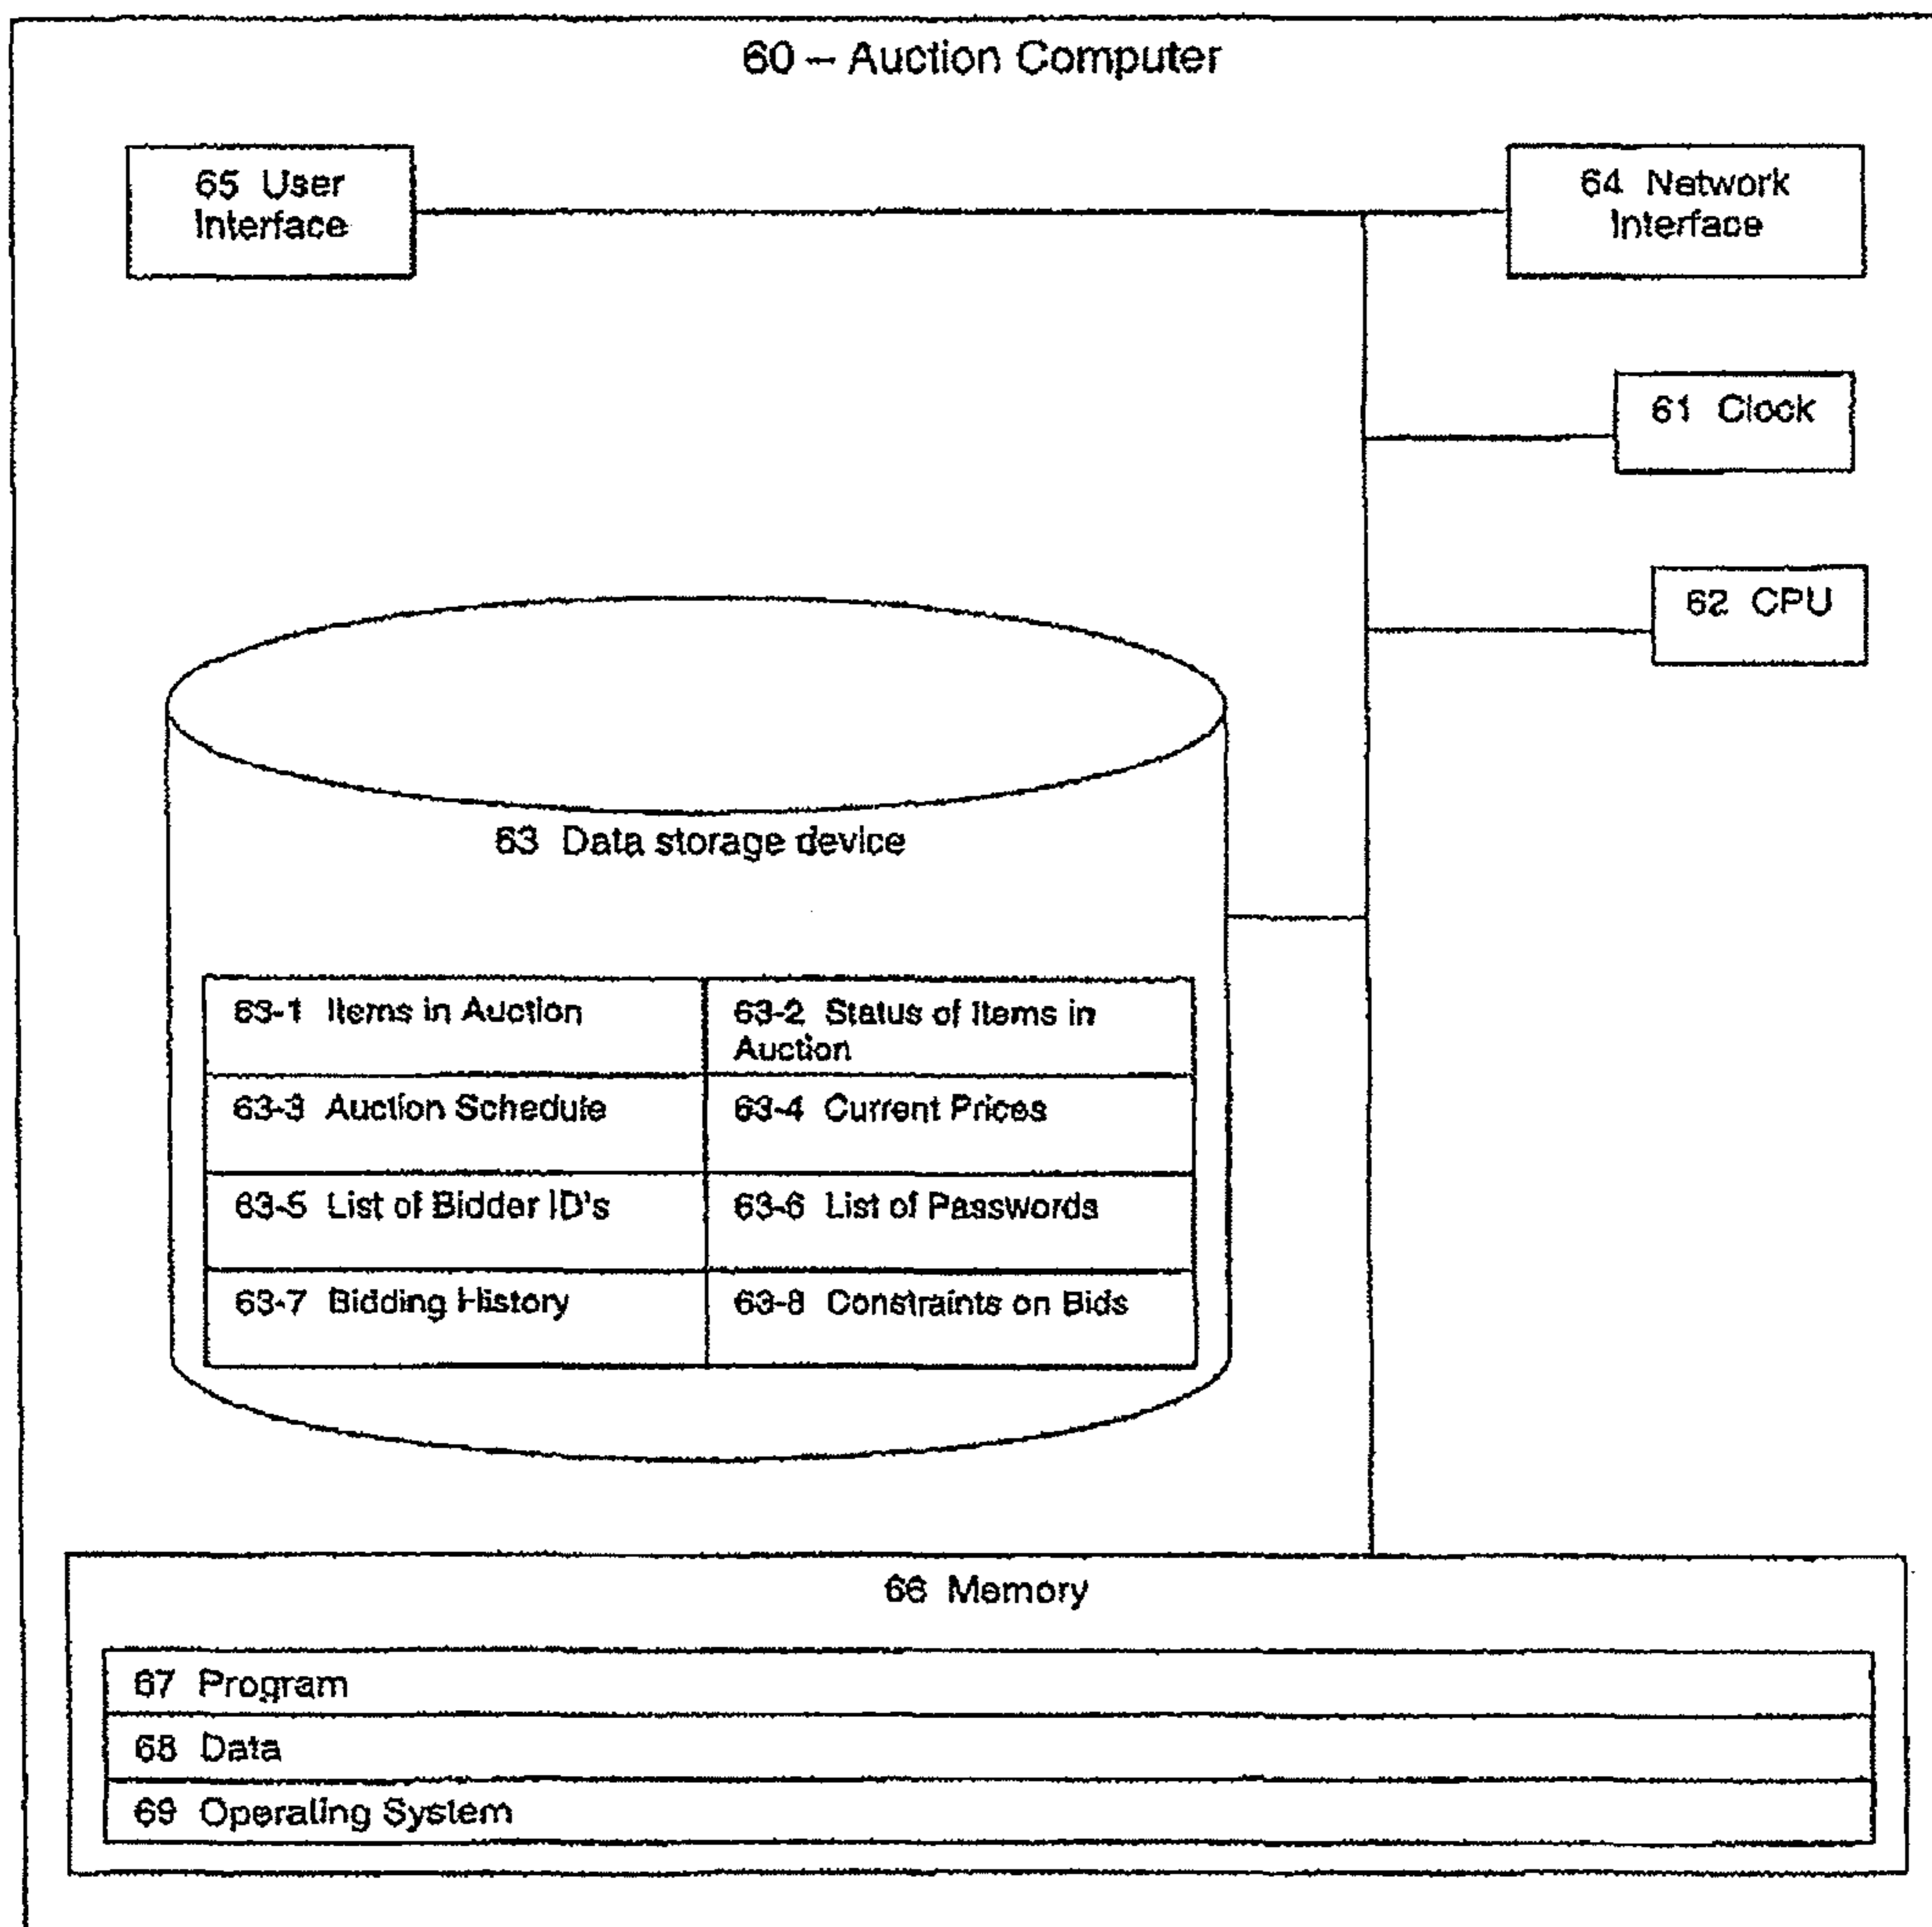 60 – Auction Computer
65 User
Interface
64 Network
Interface
61 Clock
62 CPU
63 Data storage device
63-1 Items in Auction
63-2 Status of Items in
Auction
63-3 Auction Schedule
63-4 Current Prices
63-5 List of Bidder ID's
63-6 List of Passwords
63-7 Bidding History
63-8 Constraints on Bids
66 Memory
67 Program
68 Data
69 Operating System